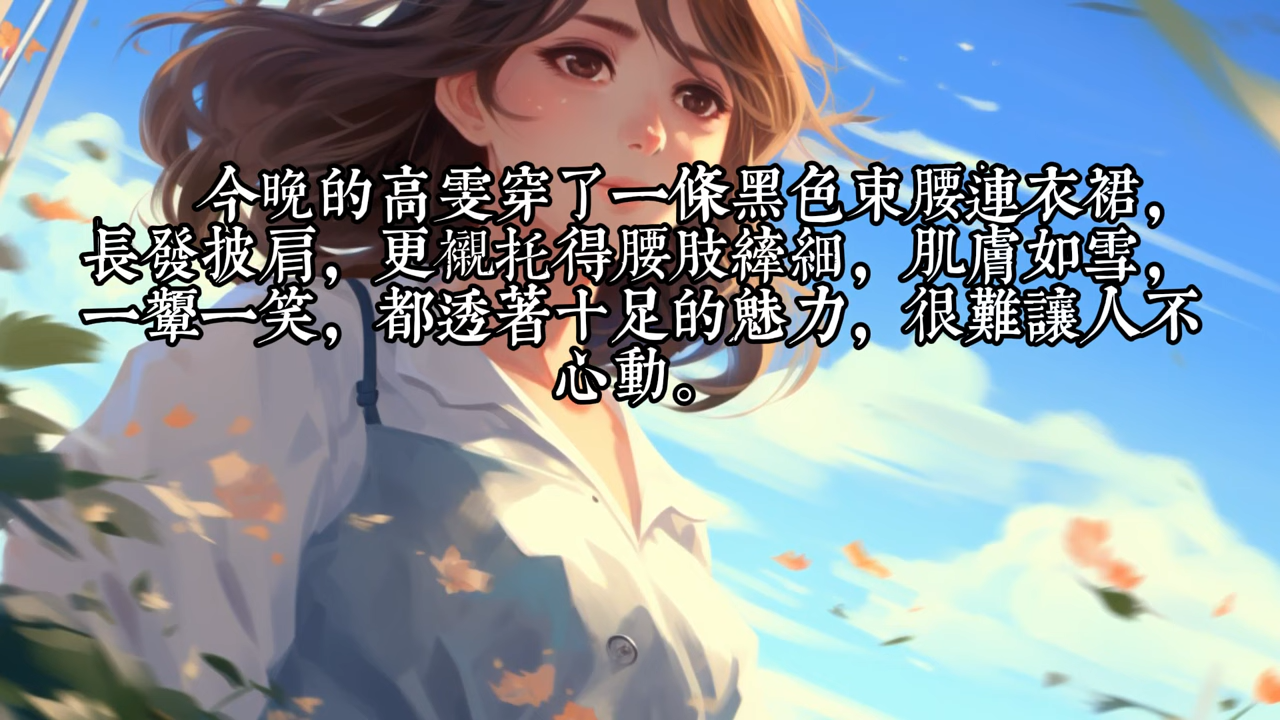 今晚的高雯穿了一條黑色束腰連衣裙，
長發披肩，更襯托得腰肢縴細，肌膚如雪，
一顰一笑，都透著十足的魅力，很難讓人不
心動。